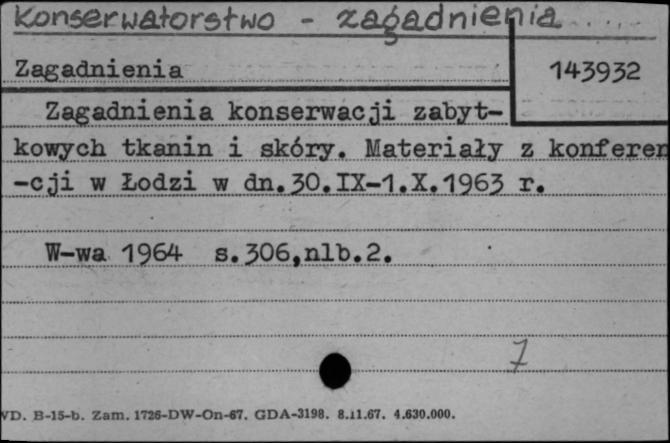 Konserwatorstwo - zagadnienia
Zagadnienia
143932
Zagadnienia konserwacji zabyt-
kowych tkanin i skóry. Materiały z konferen
-cji w Łodzi w dn.30.IX-1.X.1963 r.
W-wa 1964 s.306,nlb.2.
7
WD. B-15-b. Zam. 1726-DW-On-67. GDA-3198. 8.11.67. 4.630.000.